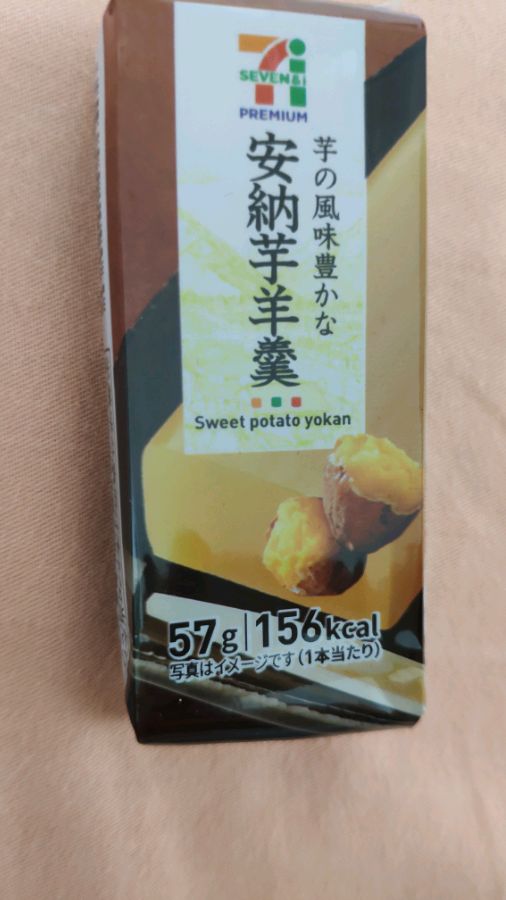 SEVEN&i
PREMIUM
芋の風味豊かな
安納芋羊羹
Sweet potato yokan
57g 156kcal
写真はイメージです(1本当たり)